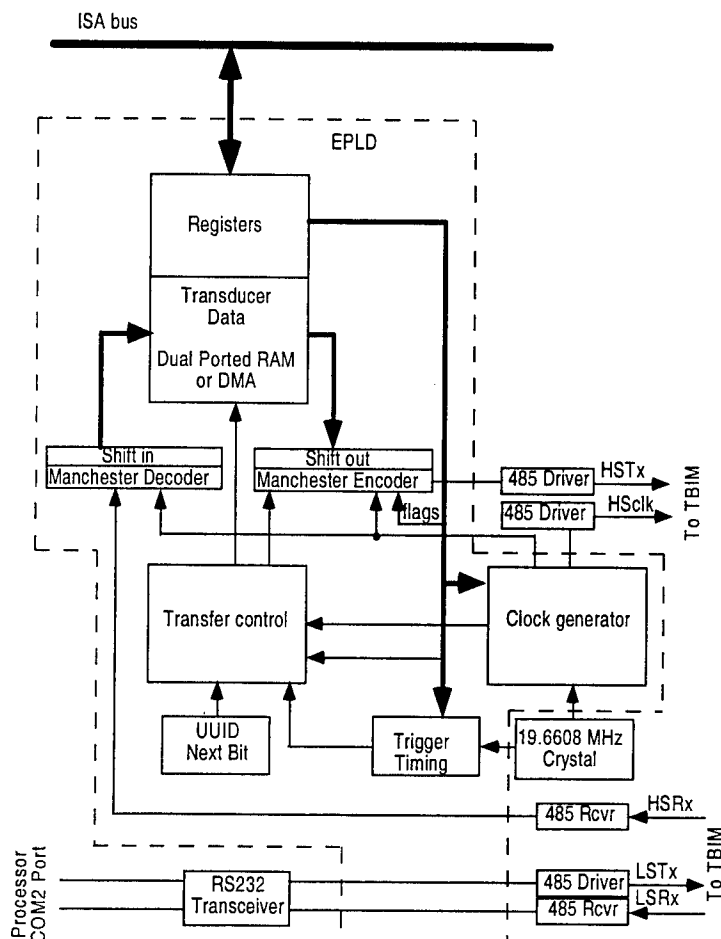 ISA bus
EPLD
Registers
Transducer
Data
Dual Ported RAM
or DMA
Shift in
Manchester Decoder
Shift out
Manchester Encoder
485 Driver
HSTx
485 Driver
HSclk
To TBIM
flags
Transfer control
Clock generator
UUID
Next Bit
Trigger
Timing
19.6608 MHz
Crystal
485 Rcvr
HSRx
Processor
COM2 Port
RS232
Transceiver
485 Driver
LSTx
485 Rcvr
LSRx
To TBIM